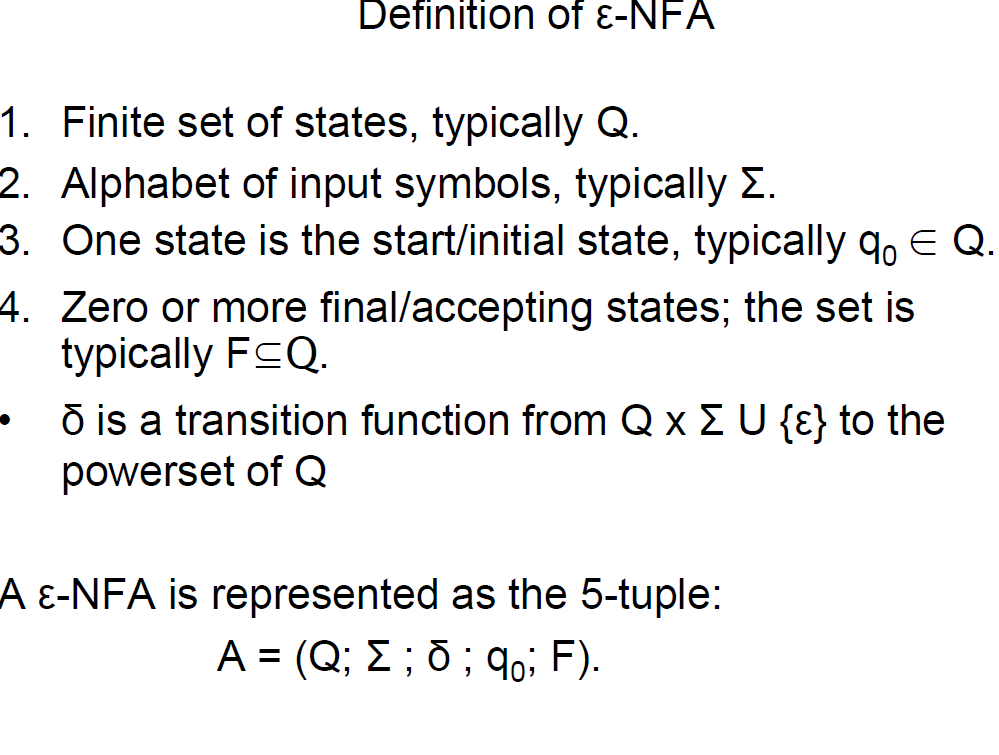 Definition of ε-NFA
1. Finite set of states, typically Q.
2. Alphabet of input symbols, typically Σ.
3. One state is the start/initial state, typically q₀ ∈ Q.
4. Zero or more final/accepting states; the set is
typically F⊆Q.
• δ is a transition function from Q x Σ U {ε} to the
powerset of Q
A ε-NFA is represented as the 5-tuple:
A = (Q; Σ ; δ ; q₀; F).